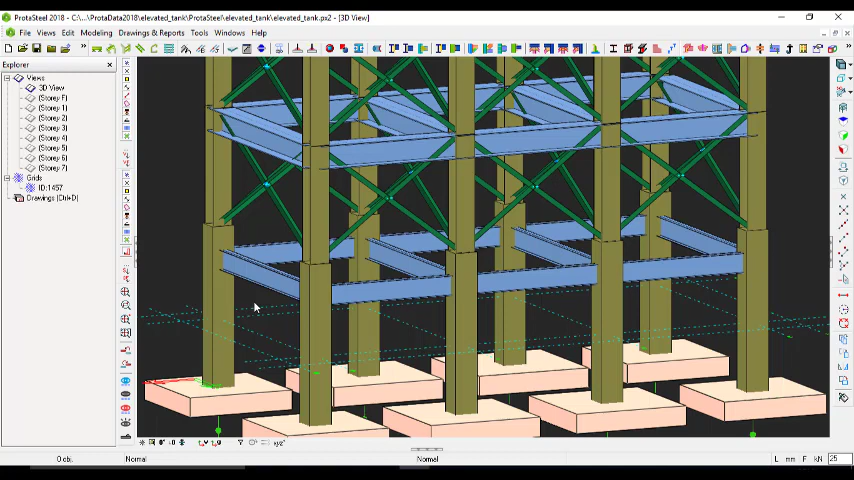 ProtaSteel 2018 - C:\...\ProtaData2018\elevated_tank\ProtaSteel\elevated_tank\elevated_tank.px2 - [3D View]
File Views Edit Modeling Drawings & Reports Tools Windows Help
Explorer
Views
3D View
(Storey F)
(Storey 1)
(Storey 2)
(Storey 3)
(Storey 4)
(Storey 5)
(Storey 6)
(Storey 7)
Grids
ID:1457
Drawings (Ctrl+D)
xyz
0 obj. Normal Normal L mm F kN 25